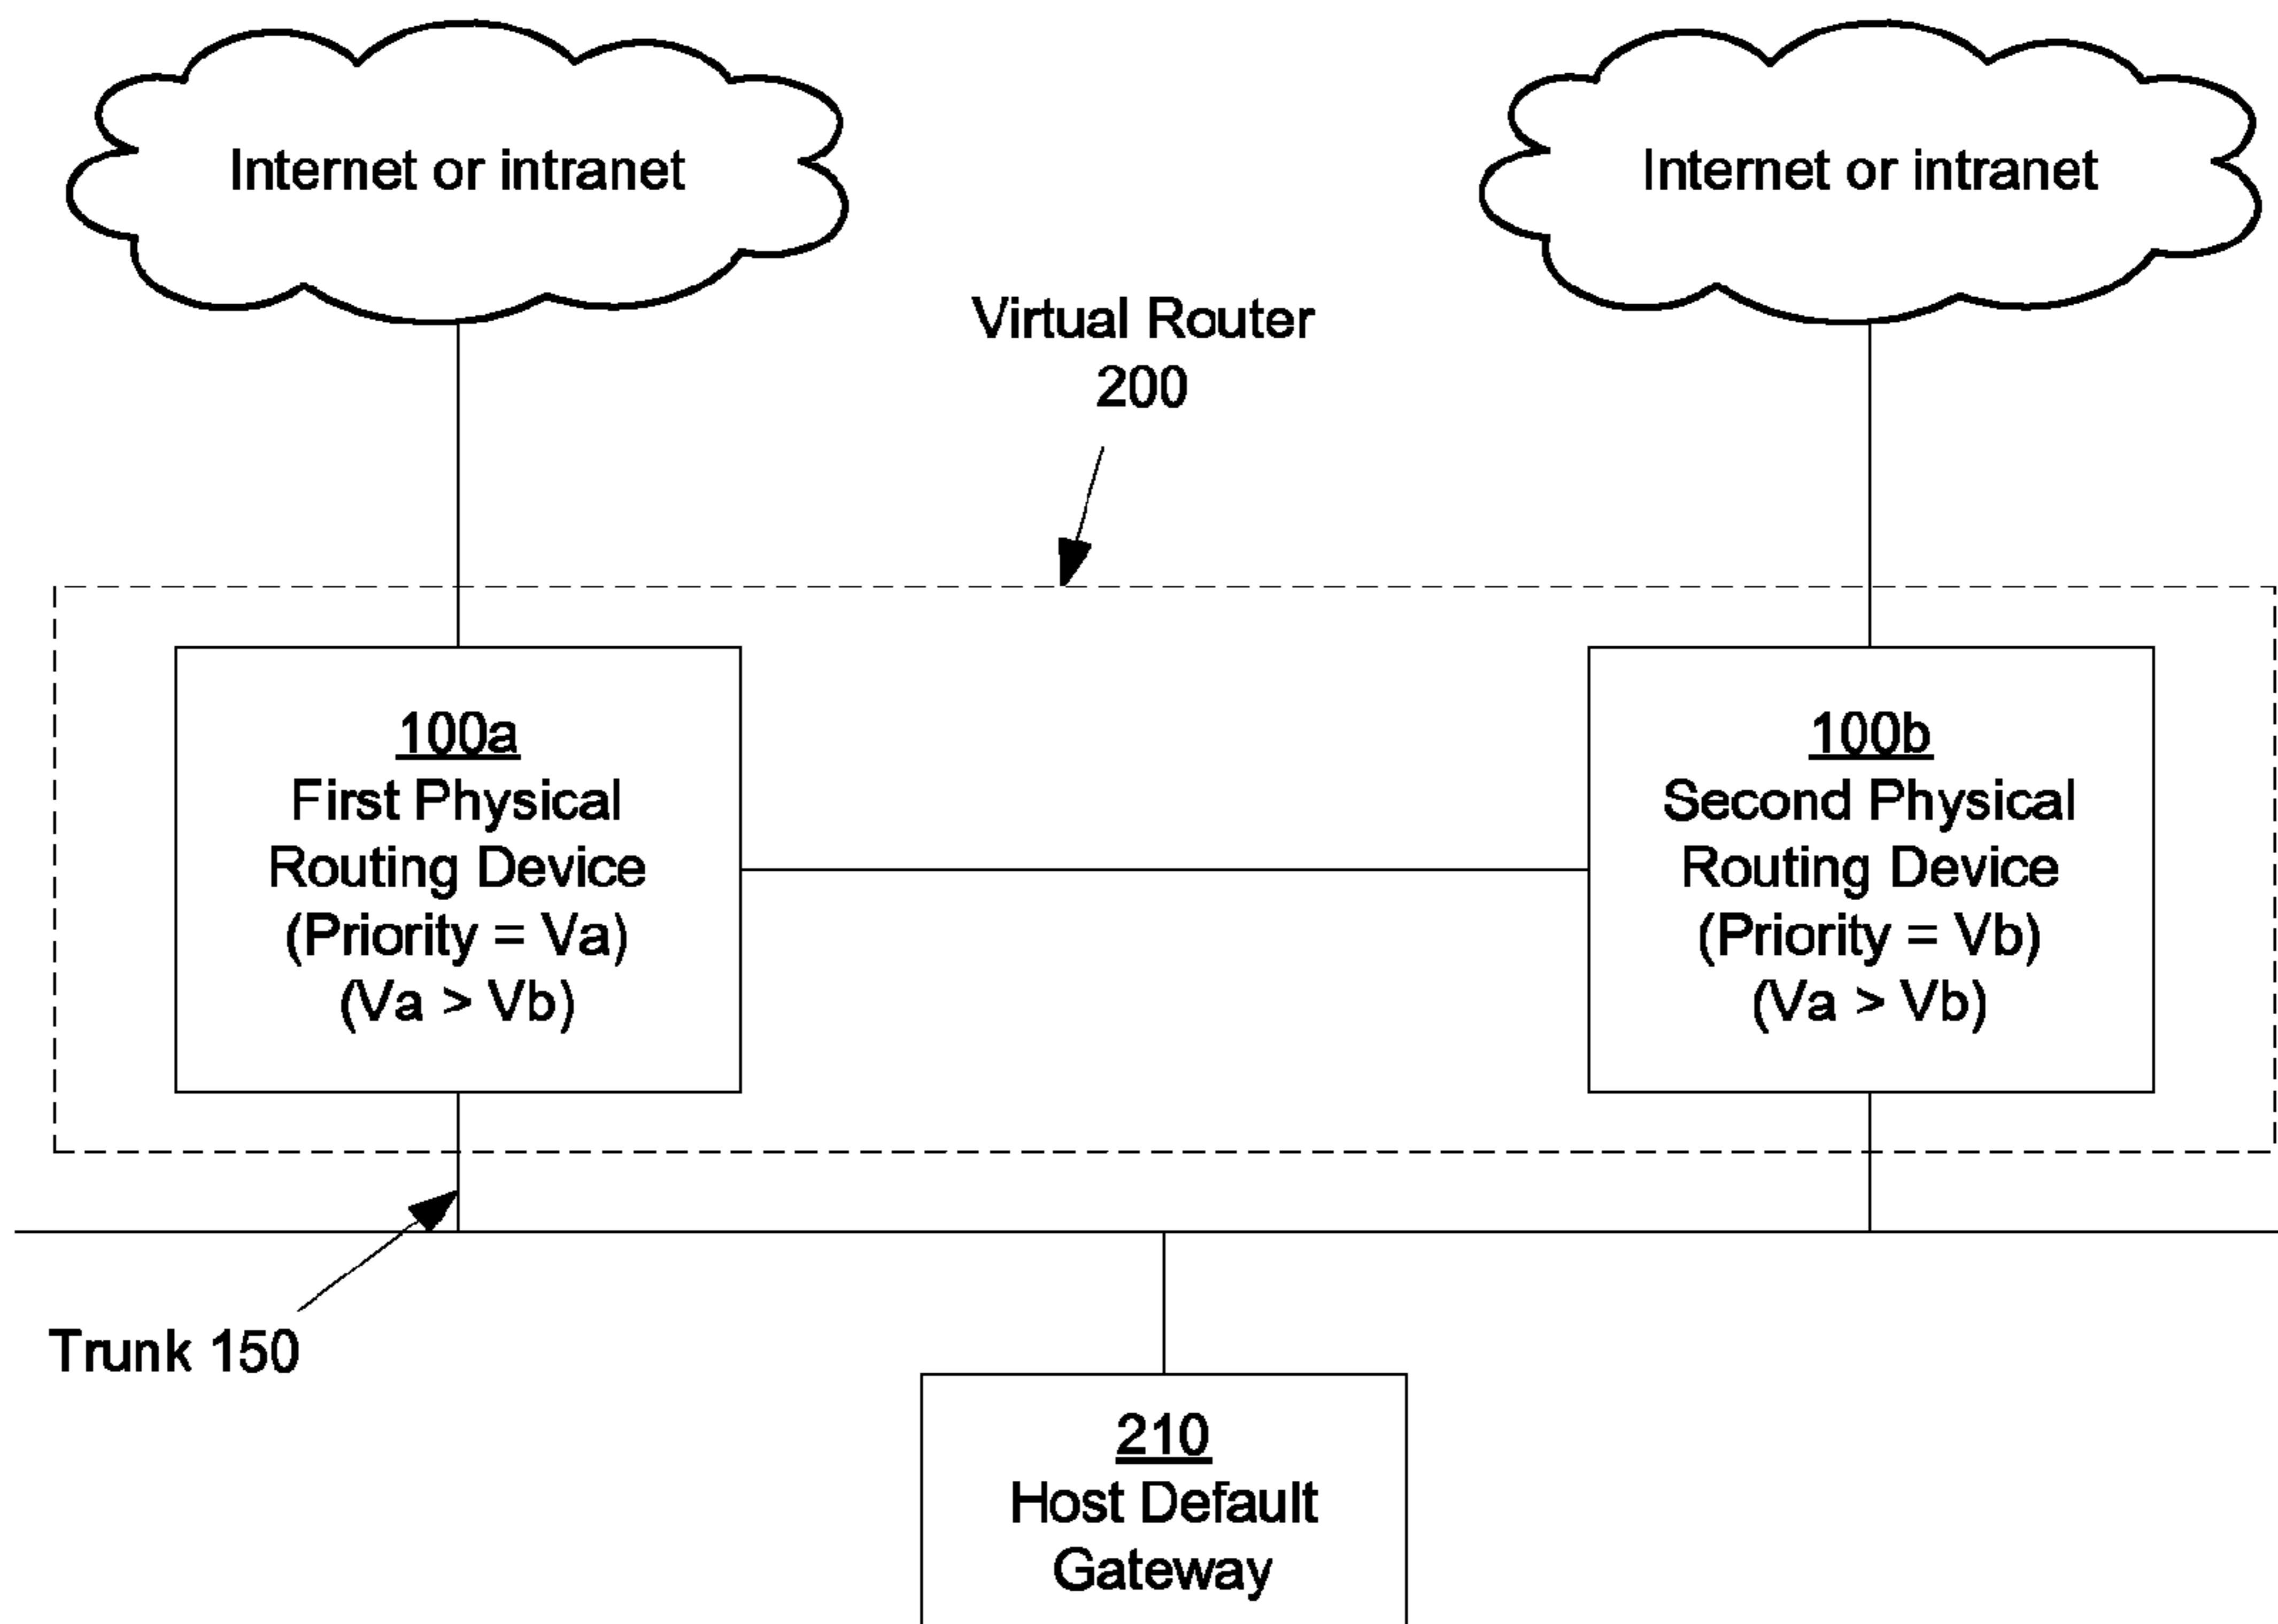 Internet or intranet
Internet or intranet
Virtual Router
200
100a
First Physical
Routing Device
(Priority = Va)
(Va > Vb)
100b
Second Physical
Routing Device
(Priority = Vb)
(Va > Vb)
Trunk 150
210
Host Default
Gateway